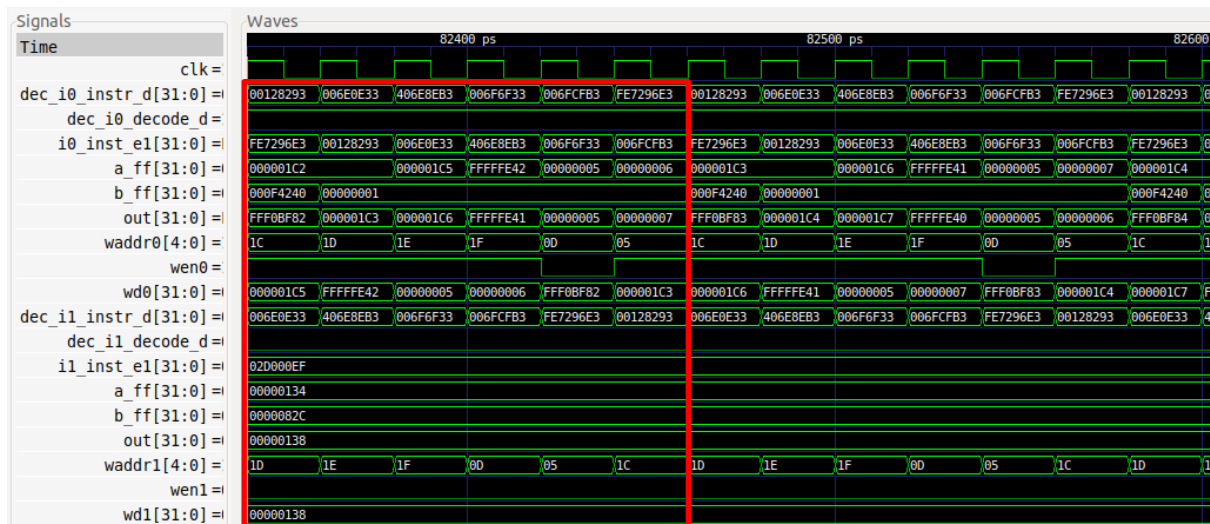 Signals Waves
Time 82400 ps 82500 ps 82600
clk =
dec_i0_instr_d[31:0] = 00128293 006E0E33 406E8EB3 006F6F33 006FCFB3 FE7296E3 00128293 006E0E33 406E8EB3 006F6F33 006FCFB3 FE7296E3 00128293
dec_i0_decode_d =
i0_inst_e1[31:0] = FE7296E3 00128293 006E0E33 406E8EB3 006F6F33 006FCFB3 FE7296E3 00128293 006E0E33 406E8EB3 006F6F33 006FCFB3 FE7296E3
a_ff[31:0] = 000001C2 000001C5 FFFFFE42 00000005 00000006 000001C3 000001C6 FFFFFE41 00000005 00000007 000001C4
b_ff[31:0] = 000F4240 00000001 000F4240 00000001 000F4240
out[31:0] = FFF0BF82 000001C3 000001C6 FFFFFE41 00000005 00000007 FFF0BF83 000001C4 000001C7 FFFFFE40 00000005 00000006 FFF0BF84
waddr0[4:0] = 1C 1D 1E 1F 0D 05 1C 1D 1E 1F 0D 05 1C
wen0 =
wd0[31:0] = 000001C5 FFFFFE42 00000005 00000006 FFF0BF82 000001C3 000001C6 FFFFFE41 00000005 00000007 FFF0BF83 000001C4 000001C7
dec_i1_instr_d[31:0] = 006E0E33 406E8EB3 006F6F33 006FCFB3 FE7296E3 00128293 006E0E33 406E8EB3 006F6F33 006FCFB3 FE7296E3 00128293 006E0E33
dec_i1_decode_d =
i1_inst_e1[31:0] = 02D000EF
a_ff[31:0] = 00000134
b_ff[31:0] = 0000082C
out[31:0] = 00000138
waddr1[4:0] = 1D 1E 1F 0D 05 1C 1D 1E 1F 0D 05 1C 1D
wen1 =
wd1[31:0] = 00000138